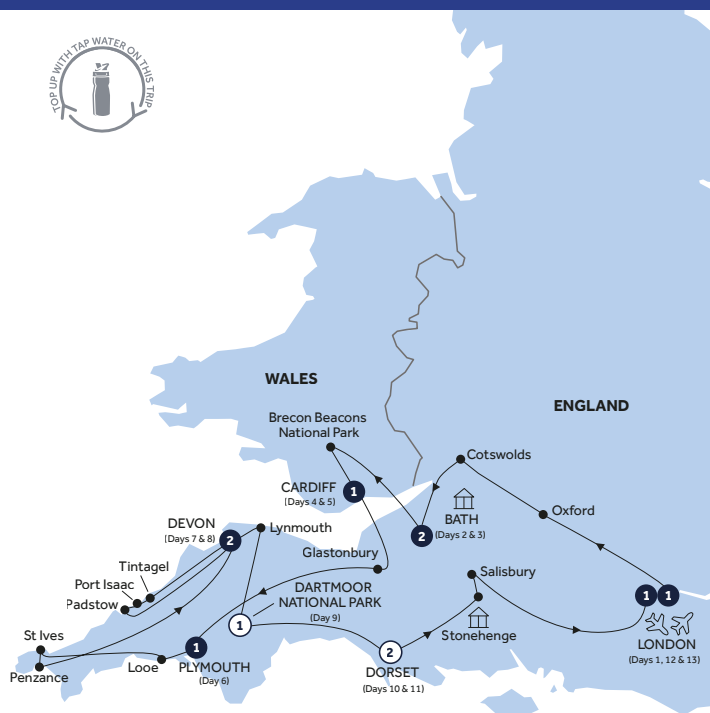 TOP UP WITH TAP WATER ON THIS TRIP
WALES
ENGLAND
Brecon Beacons
National Park
Cotswolds
CARDIFF
(Days 4 & 5)
1
BATH
(Days 2 & 3)
2
Oxford
DEVON
(Days 7 & 8)
2
Lynmouth
Glastonbury
Tintagel
Port Isaac
Padstow
DARTMOOR
NATIONAL PARK
(Day 9)
1
Salisbury
Stonehenge
1 1
LONDON
(Days 1, 12 & 13)
St Ives
Penzance
Looe
1
PLYMOUTH
(Day 6)
2
DORSET
(Days 10 & 11)